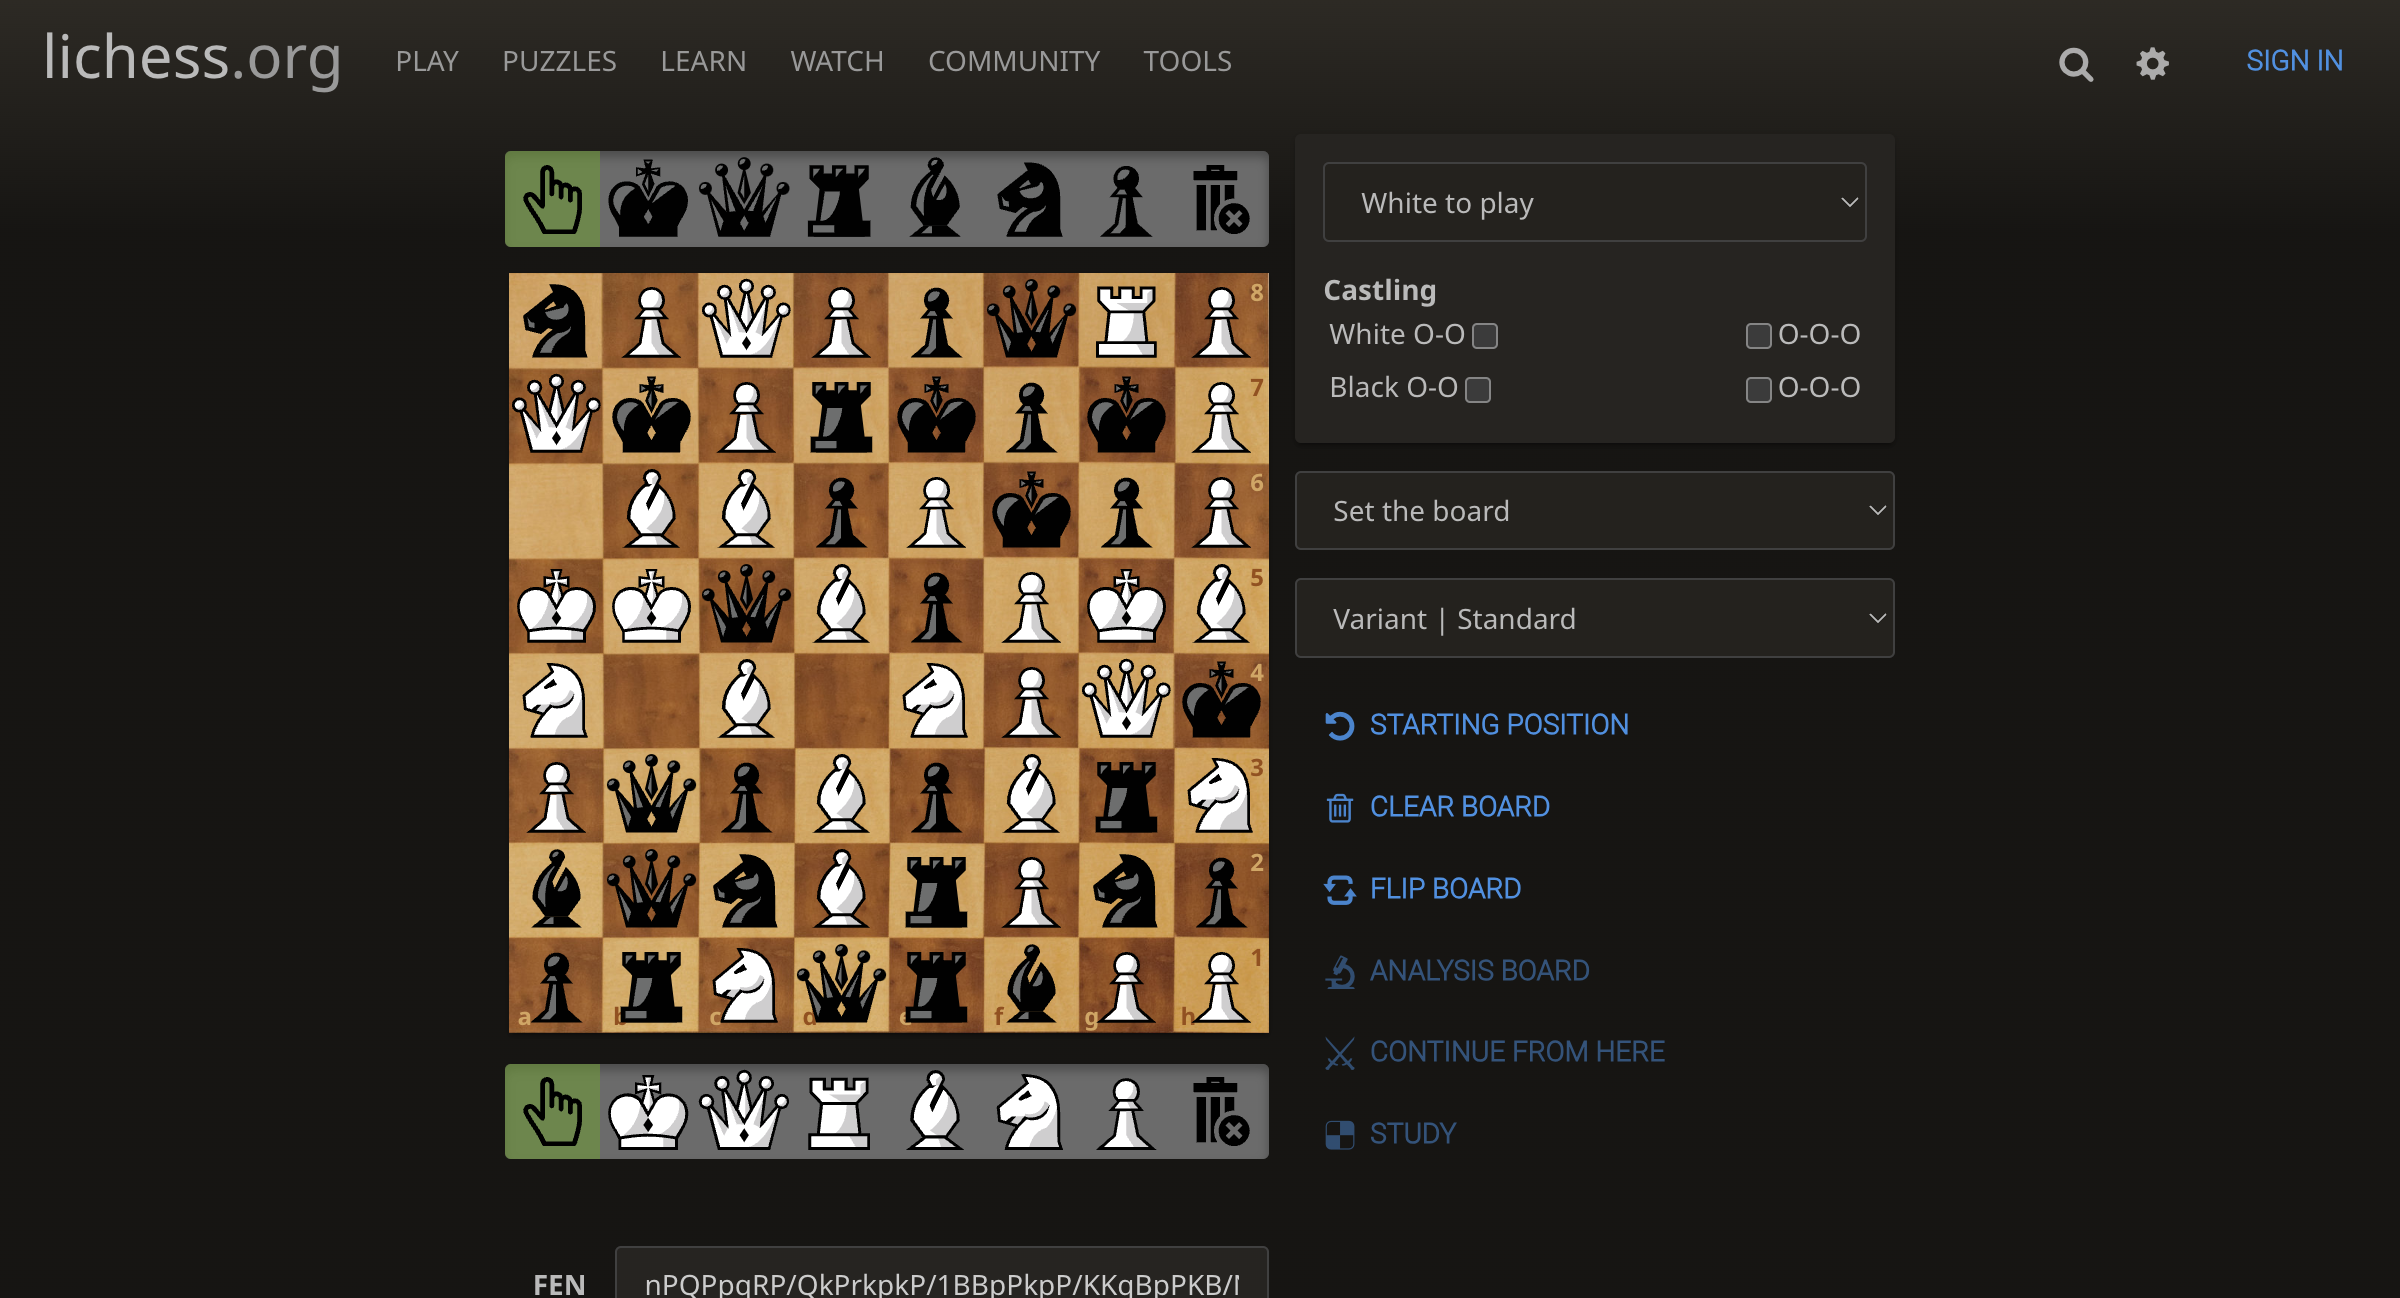 lichess.org PLAY PUZZLES LEARN WATCH COMMUNITY TOOLS SIGN IN
White to play
Castling
White O-O O-O-O
Black O-O O-O-O
Set the board
Variant | Standard
STARTING POSITION
CLEAR BOARD
FLIP BOARD
ANALYSIS BOARD
CONTINUE FROM HERE
STUDY
8
7
6
5
4
3
2
1
a b c d e f g h
FEN nPQPpqRP/QkPrkpkP/1BBpPkpP/KKqBpPKB/